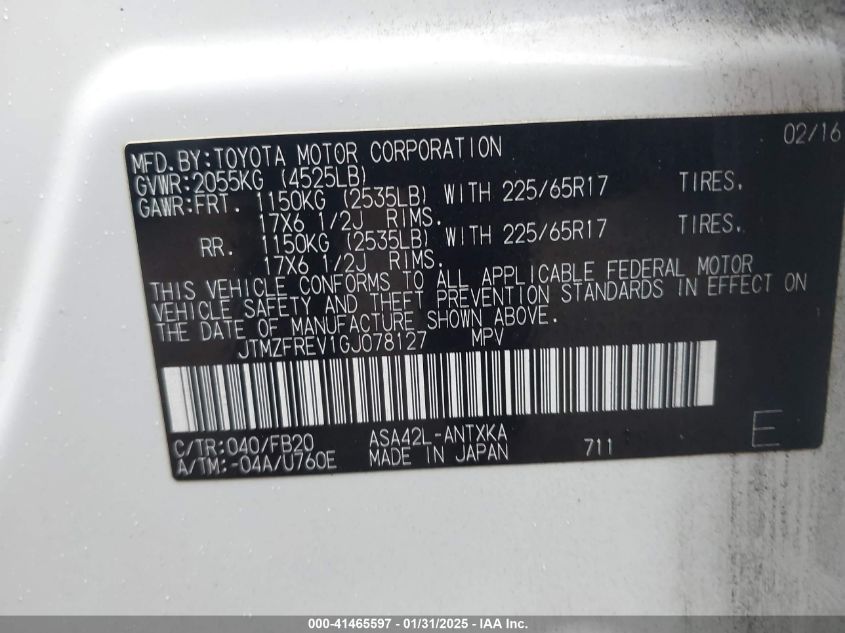 02/16
MFD.BY:TOYOTA MOTOR CORPORATION
GVWR:2055KG (4525LB)
GAWR:FRT. 1150KG (2535LB) WITH 225/65R17 TIRES,
17X6 1/2J RIMS.
RR. 1150KG (2535LB) WITH 225/65R17 TIRES,
17X6 1/2J RIMS.
THIS VEHICLE CONFORMS TO ALL APPLICABLE FEDERAL MOTOR
VEHICLE SAFETY AND THEFT PREVENTION STANDARDS IN EFFECT ON
THE DATE OF MANUFACTURE SHOWN ABOVE.
JTMZFREV1GJ078127 MPV
C/TR:040/FB20 ASA42L-ANTXKA
A/TM:-04A/U760E MADE IN JAPAN 711 E
000-41465597 - 01/31/2025 - IAA Inc.